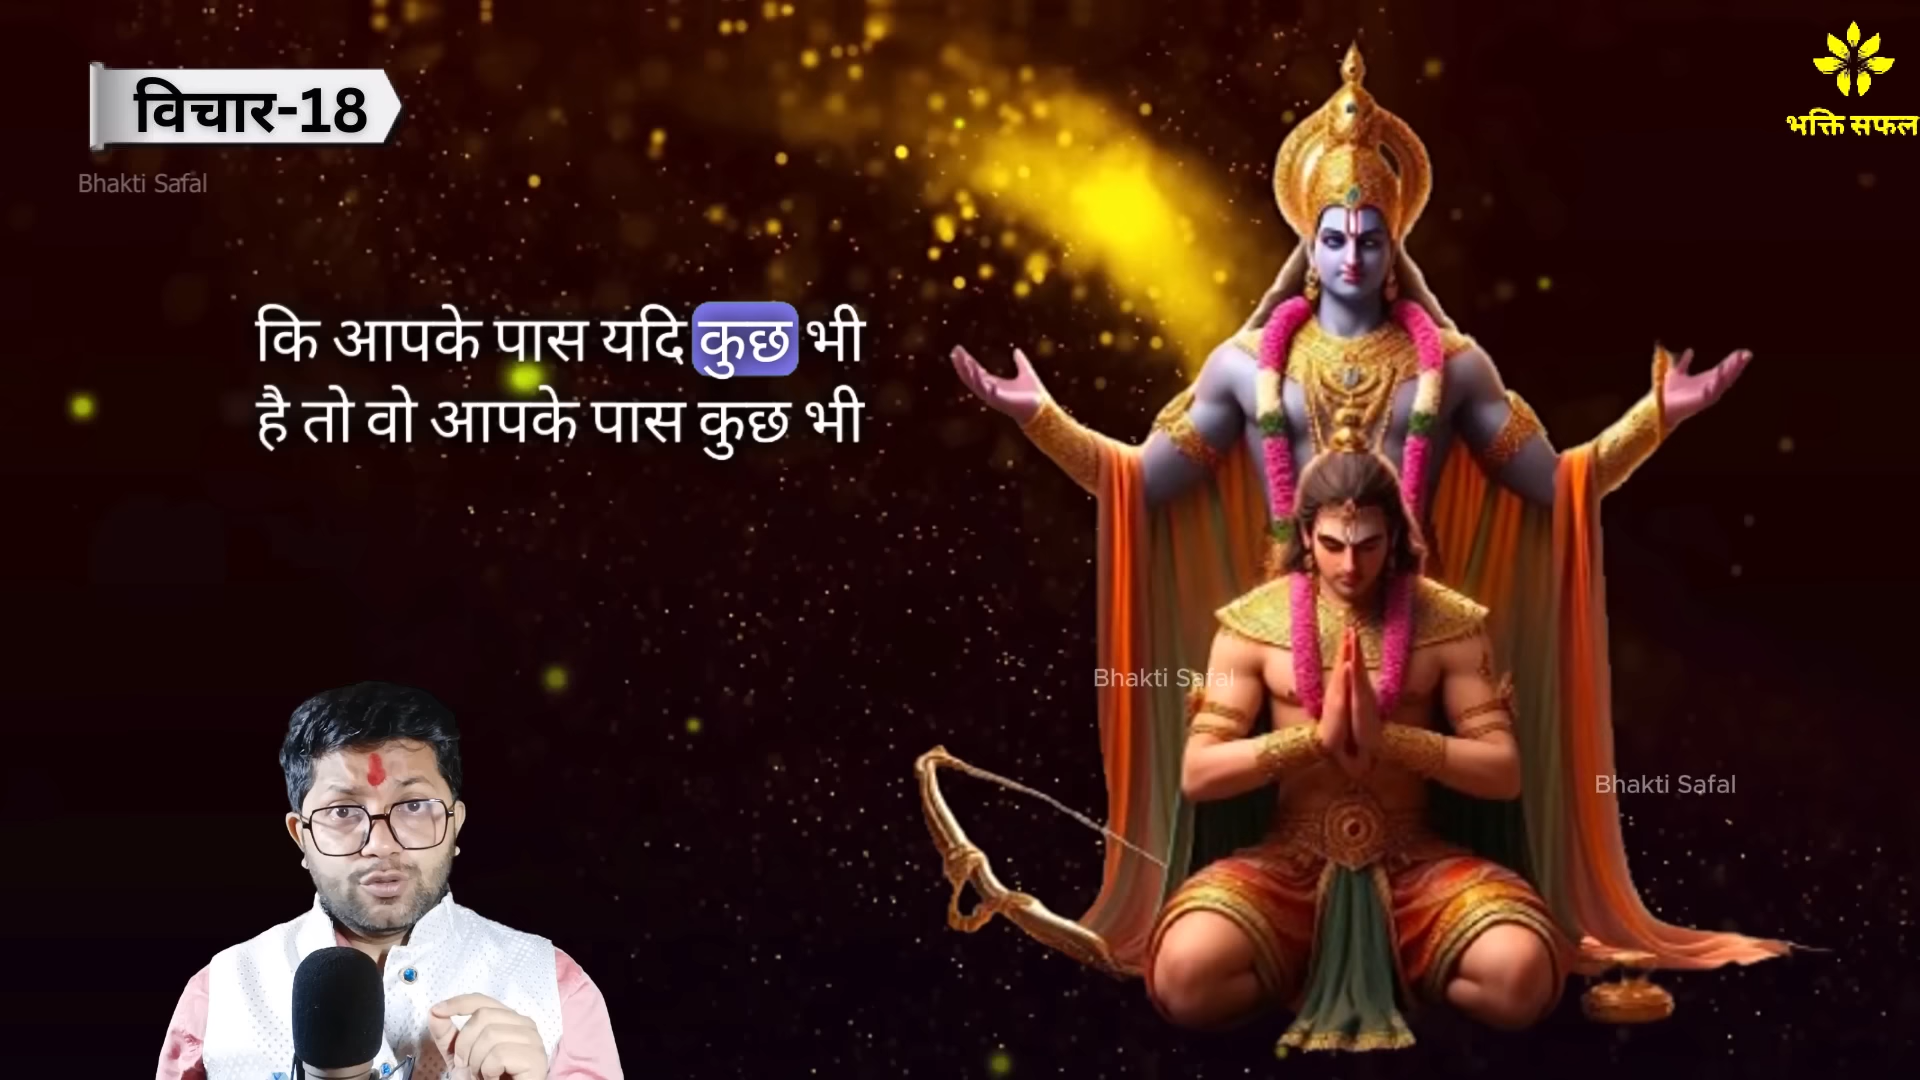 विचार-18
Bhakti Safal
भक्ति सफल
कि आपके पास यदि कुछ भी
है तो वो आपके पास कुछ भी
Bhakti Safal
Bhakti Safal